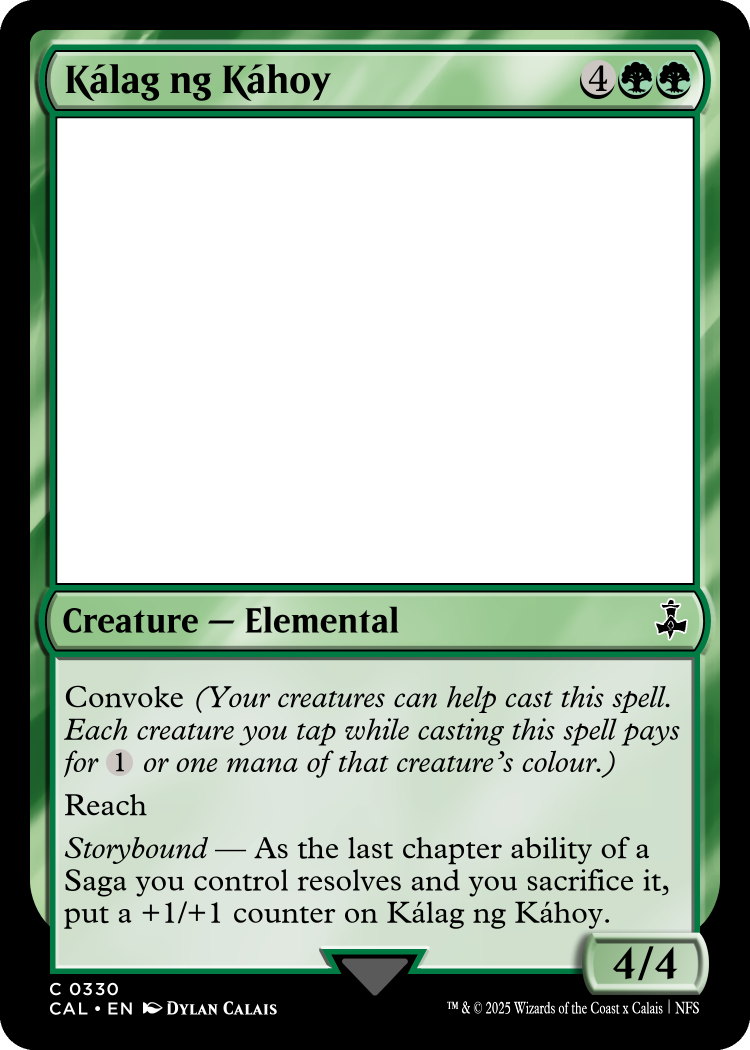 Kálag ng Káhoy 4
Creature — Elemental
Convoke (Your creatures can help cast this spell.
Each creature you tap while casting this spell pays
for 1 or one mana of that creature's colour.)
Reach
Storybound — As the last chapter ability of a
Saga you control resolves and you sacrifice it,
put a +1/+1 counter on Kálag ng Káhoy.
4/4
C 0330
CAL • EN DYLAN CALAIS
™ & © 2025 Wizards of the Coast x Calais | NFS